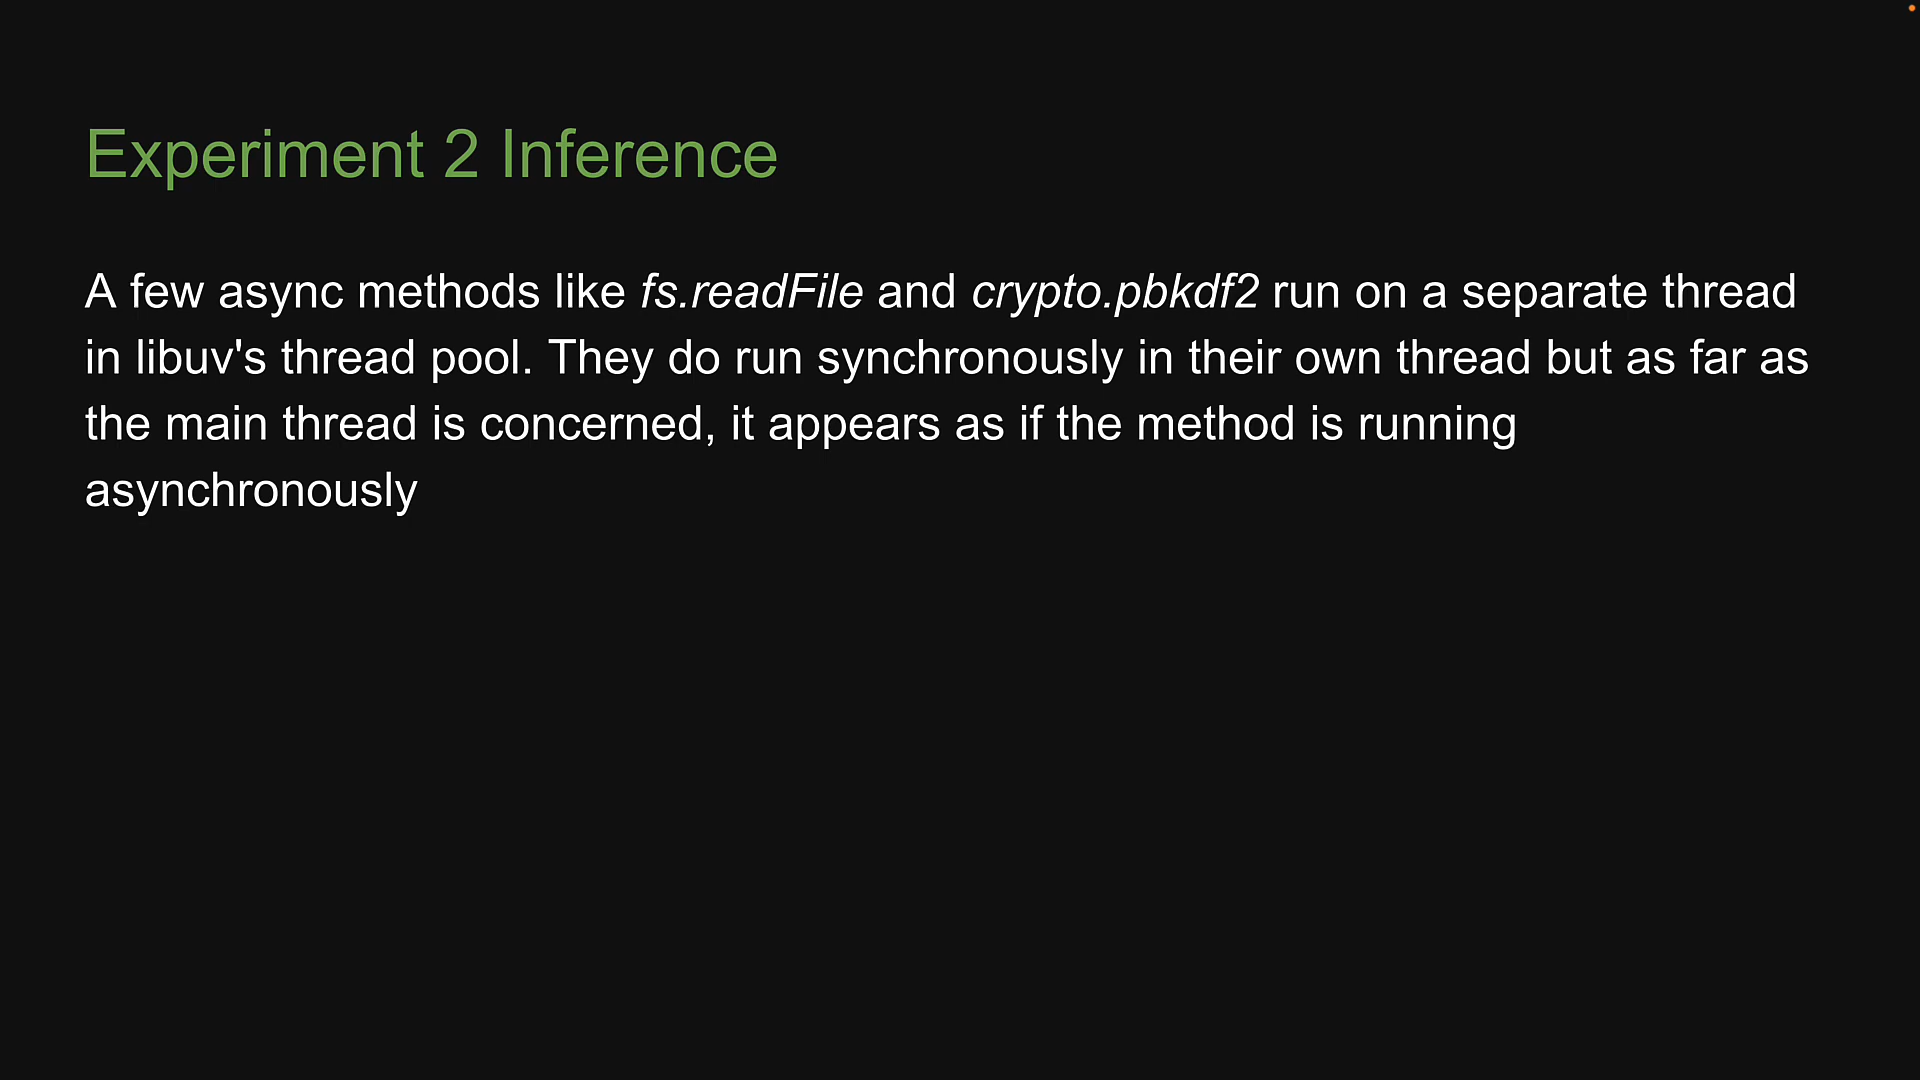 Experiment 2 Inference
A few async methods like fs.readFile and crypto.pbkdf2 run on a separate thread
in libuv's thread pool. They do run synchronously in their own thread but as far as
the main thread is concerned, it appears as if the method is running
asynchronously